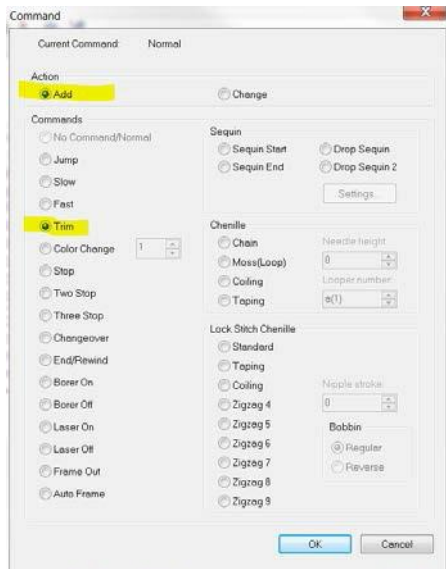 Command
Current Command: Normal
Action
Add
Change
Commands
No Command/Normal
Jump
Slow
Fast
Trim
Color Change 1
Stop
Two Stop
Three Stop
Changeover
End/Rewind
Borer On
Borer Off
Laser On
Laser Off
Frame Out
Auto Frame
Sequin
Sequin Start
Drop Sequin
Sequin End
Drop Sequin 2
Settings...
Chenille
Chain
Needle height
Moss(Loop)
0
Coiling
Looper number
Taping
a(1)
Lock Stitch Chenille
Standard
Taping
Coiling
Nipple stroke
Zigzag 4
0
Zigzag 5
Bobbin
Zigzag 6
Regular
Zigzag 7
Reverse
Zigzag 8
Zigzag 9
OK
Cancel